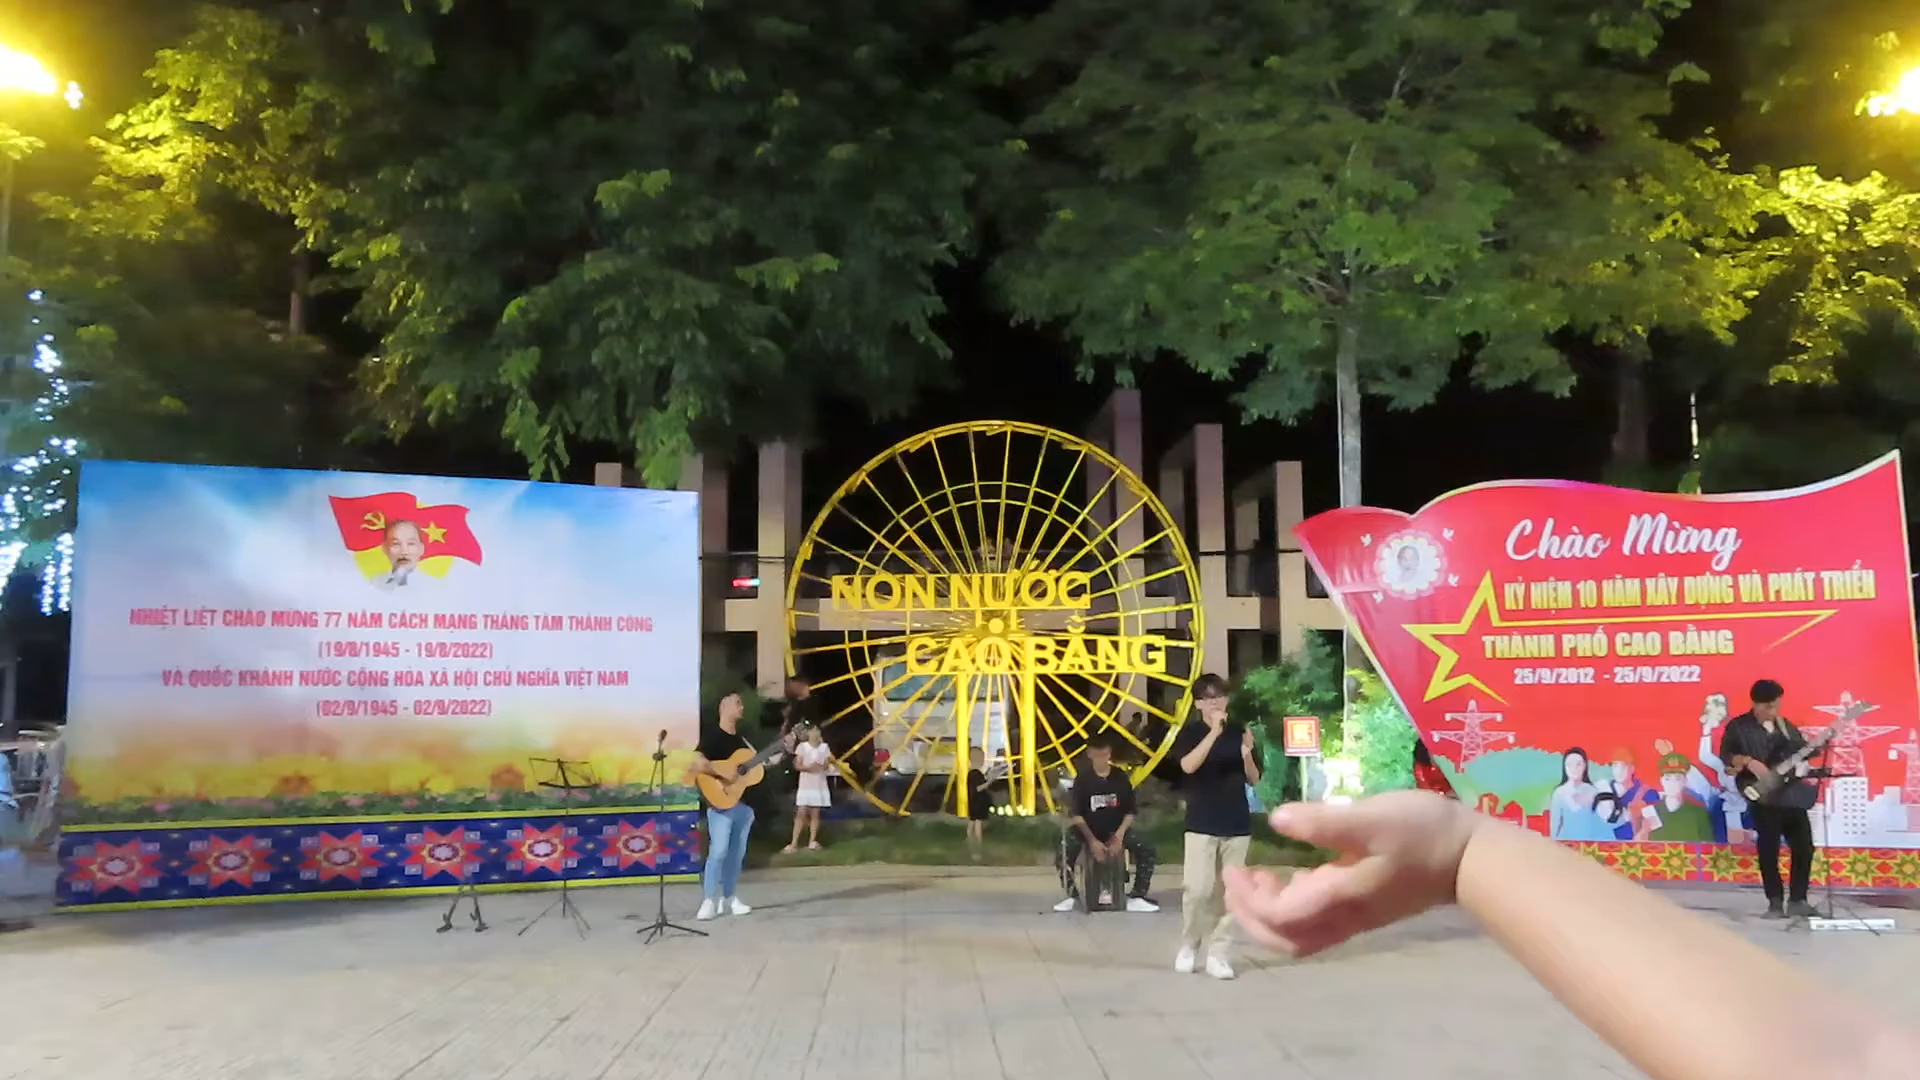 NHIỆT LIỆT CHÀO MỪNG 77 NĂM CÁCH MẠNG THÁNG TÁM THÀNH CÔNG
(19/8/1945 - 19/8/2022)
VÀ QUỐC KHÁNH NƯỚC CỘNG HÒA XÃ HỘI CHỦ NGHĨA VIỆT NAM
(02/9/1945 - 02/9/2022)
NON NƯỚC
CAO BẰNG
Chào Mừng
KỶ NIỆM 10 NĂM XÂY DỰNG VÀ PHÁT TRIỂN
THÀNH PHỐ CAO BẰNG
25/9/2012 - 25/9/2022